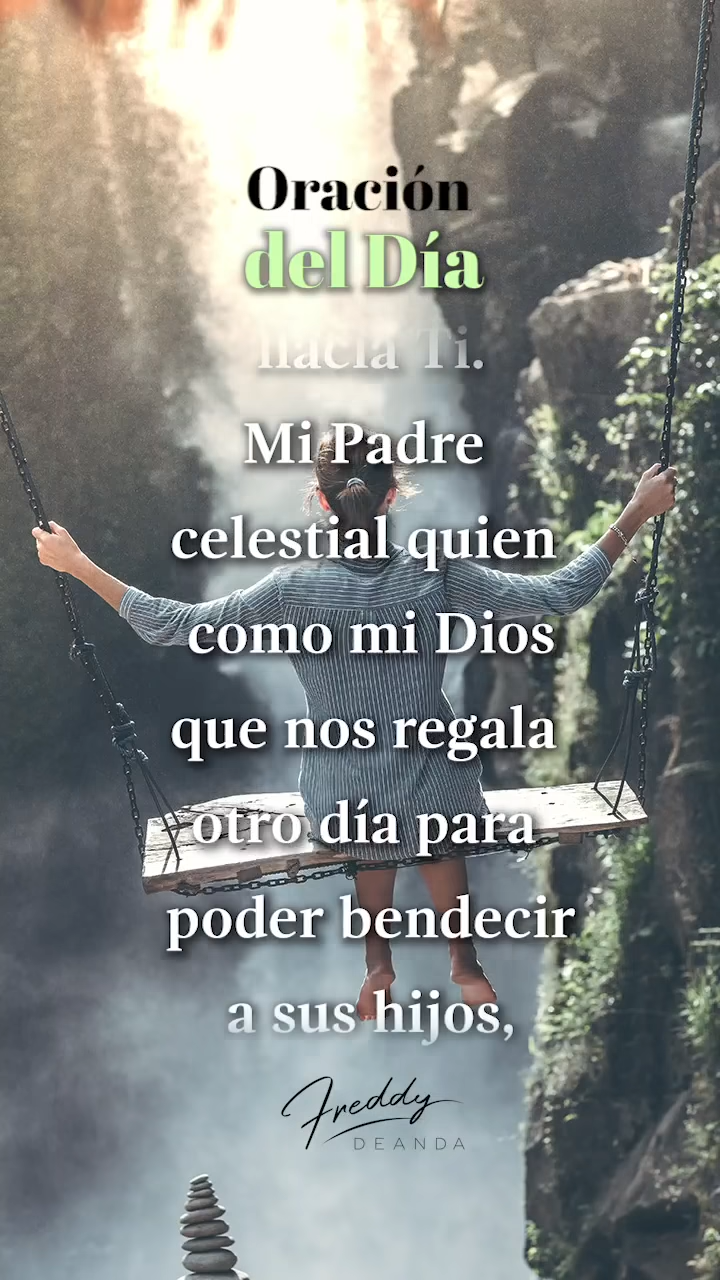 Oración
del Día
hacia Ti.
Mi Padre
celestial quien
como mi Dios
que nos regala
otro día para
poder bendecir
a sus hijos,
Freddy
DEANDA